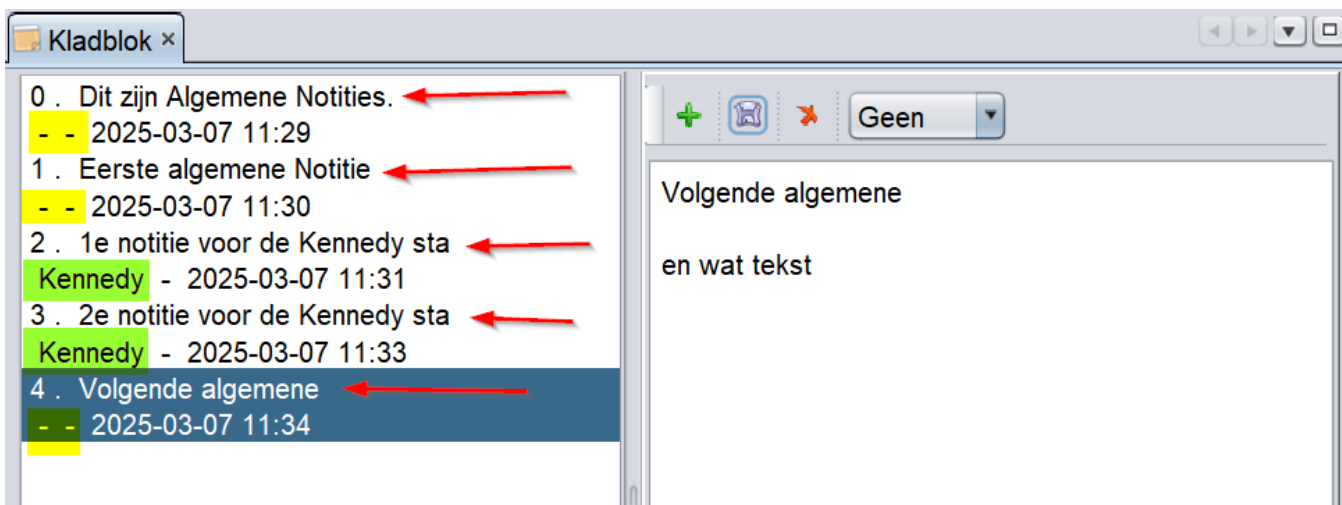 Kladblok ×
0 . Dit zijn Algemene Notities.
- - 2025-03-07 11:29
1 . Eerste algemene Notitie
- - 2025-03-07 11:30
2 . 1e notitie voor de Kennedy sta
Kennedy - 2025-03-07 11:31
3 . 2e notitie voor de Kennedy sta
Kennedy - 2025-03-07 11:33
4 . Volgende algemene
- - 2025-03-07 11:34
Geen
Volgende algemene
en wat tekst